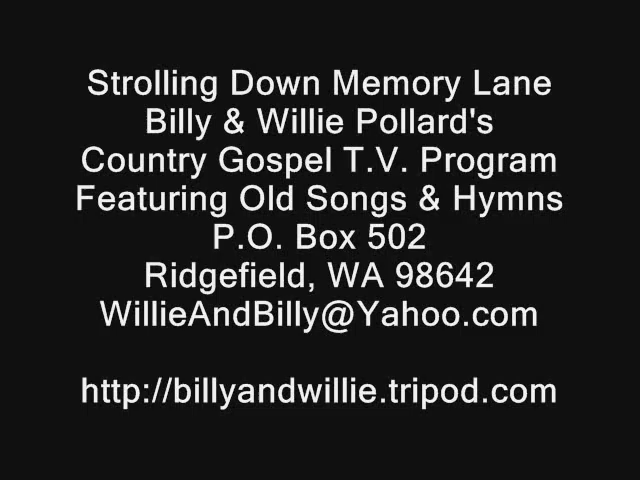 Strolling Down Memory Lane
Billy & Willie Pollard's
Country Gospel T.V. Program
Featuring Old Songs & Hymns
P.O. Box 502
Ridgefield, WA 98642
WillieAndBilly@Yahoo.com
http://billyandwillie.tripod.com